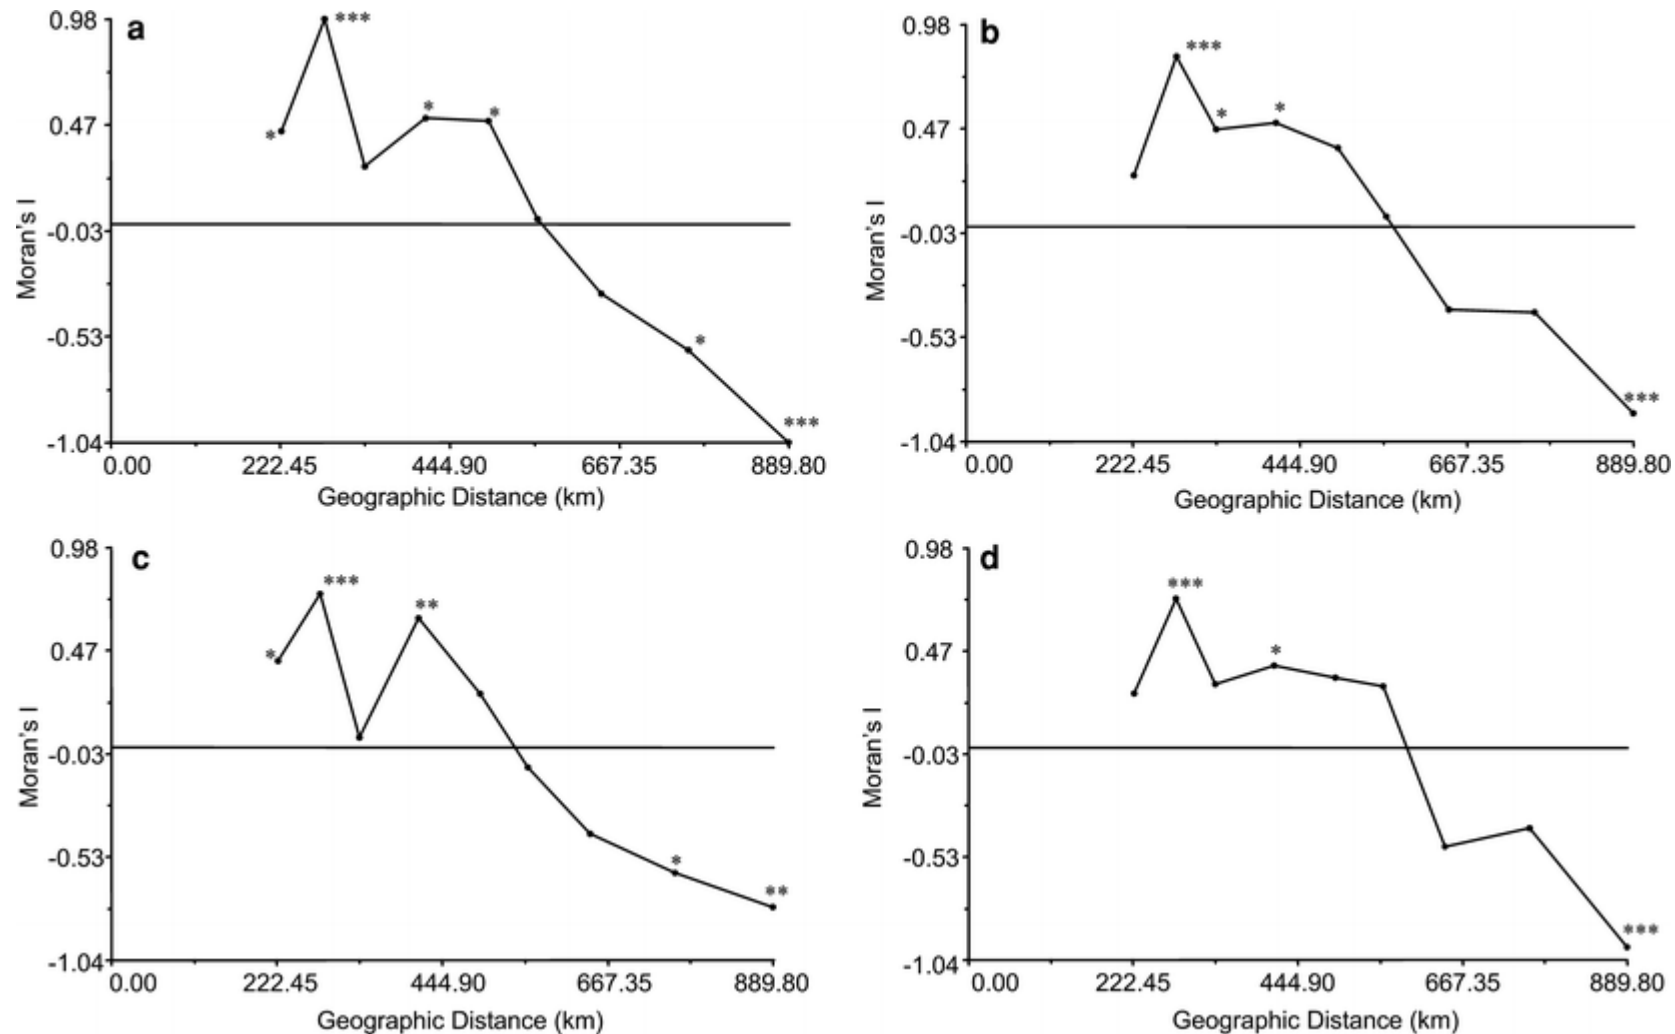 a
0.98
0.47
-0.03
-0.53
-1.04
Moran's I
***
*
*
*
*
***
0.00 222.45 444.90 667.35 889.80
Geographic Distance (km)
b
0.98
0.47
-0.03
-0.53
-1.04
Moran's I
***
*
*
***
0.00 222.45 444.90 667.35 889.80
Geographic Distance (km)
c
0.98
0.47
-0.03
-0.53
-1.04
Moran's I
***
**
*
*
**
0.00 222.45 444.90 667.35 889.80
Geographic Distance (km)
d
0.98
0.47
-0.03
-0.53
-1.04
Moran's I
***
*
***
0.00 222.45 444.90 667.35 889.80
Geographic Distance (km)